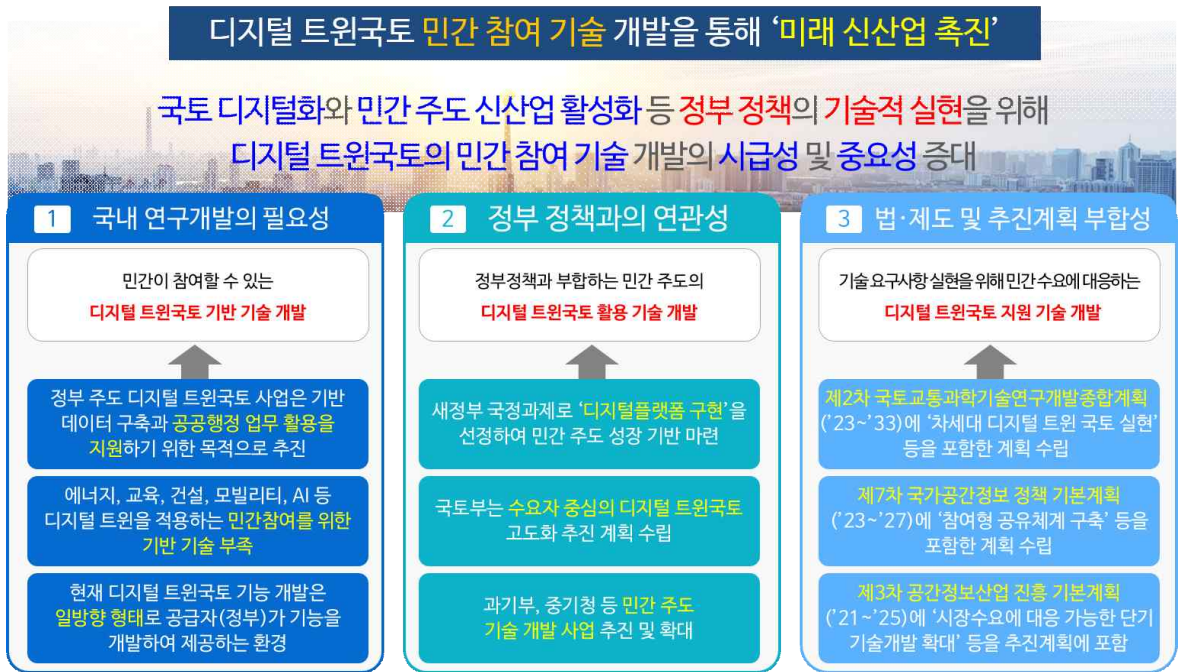 디지털 트윈국토 민간 참여 기술 개발을 통해 ‘미래 신산업 촉진’
국토 디지털화와 민간 주도 신산업 활성화 등 정부 정책의 기술적 실현을 위해
디지털 트윈국토의 민간 참여 기술 개발의 시급성 및 중요성 증대
1 국내 연구개발의 필요성
민간이 참여할 수 있는
디지털 트윈국토 기반 기술 개발
정부 주도 디지털 트윈국토 사업은 기반
데이터 구축과 공공행정 업무 활용을
지원하기 위한 목적으로 추진
에너지, 교육, 건설, 모빌리티, AI 등
디지털 트윈을 적용하는 민간참여를 위한
기반 기술 부족
현재 디지털 트윈국토 기능 개발은
일방향 형태로 공급자(정부)가 기능을
개발하여 제공하는 환경
2 정부 정책과의 연관성
정부정책과 부합하는 민간 주도의
디지털 트윈국토 활용 기술 개발
새정부 국정과제로 ‘디지털플랫폼 구현’을
선정하여 민간 주도 성장 기반 마련
국토부는 수요자 중심의 디지털 트윈국토
고도화 추진 계획 수립
과기부, 중기청 등 민간 주도
기술 개발 사업 추진 및 확대
3 법·제도 및 추진계획 부합성
기술 요구사항 실현을 위해 민간 수요에 대응하는
디지털 트윈국토 지원 기술 개발
제2차 국토교통과학기술연구개발종합계획
(’23~’33)에 ‘차세대 디지털 트윈 국토 실현’
등을 포함한 계획 수립
제7차 국가공간정보 정책 기본계획
(’23~’27)에 ‘참여형 공유체계 구축’ 등을
포함한 계획 수립
제3차 공간정보산업 진흥 기본계획
(’21~’25)에 ‘시장수요에 대응 가능한 단기
기술개발 확대’ 등을 추진계획에 포함